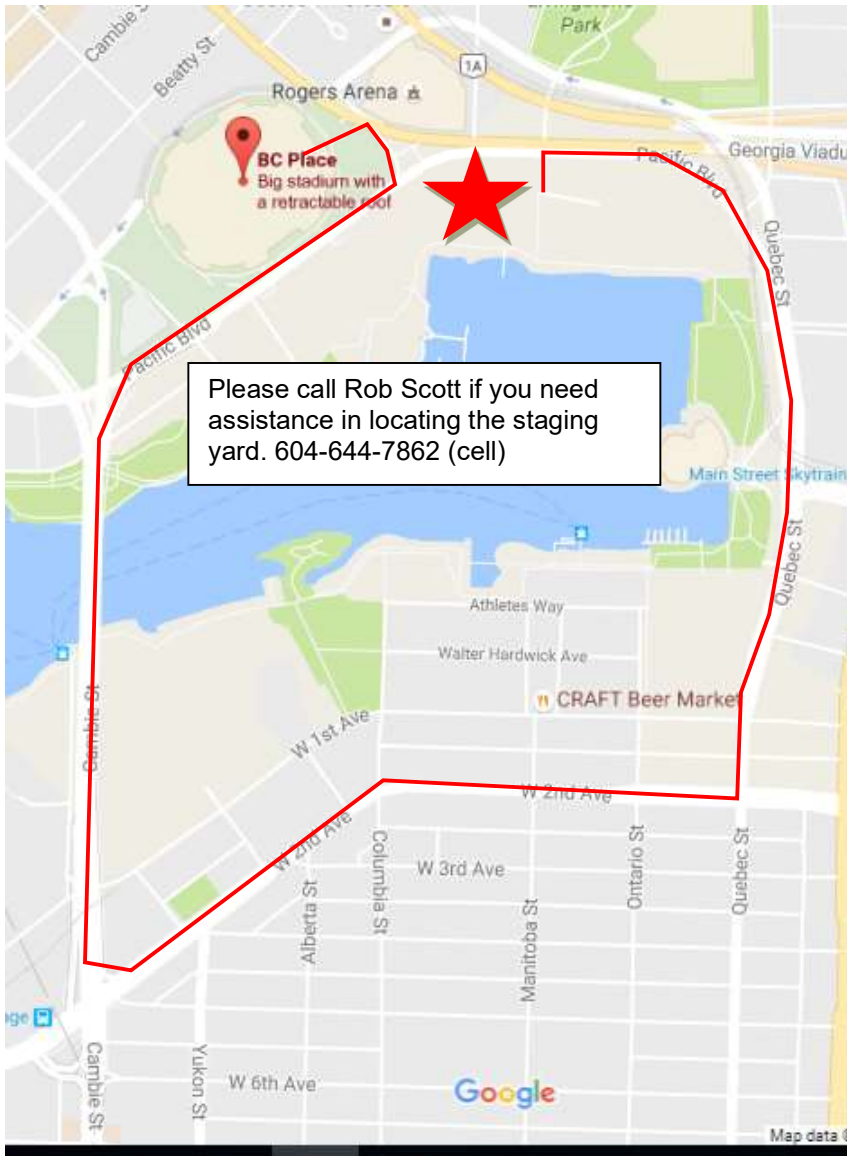 Park
Cambie S
Beatty St
1A
Rogers Arena
BC Place
Big stadium with
a retractable roof
Pacific Blvd
Georgia Viadu
Quebec St
Pacific Blvd
Please call Rob Scott if you need
assistance in locating the staging
yard. 604-644-7862 (cell)
Main Street Skytrain
Quebec St
Athletes Way
Walter Hardwick Ave
CRAFT Beer Market
Cambie St
W 1st Ave
W 2nd Ave
W 2nd Ave
Columbia St
W 3rd Ave
Ontario St
Quebec St
Alberta St
Manitoba St
Cambie St
Yukon St
W 6th Ave
Google
Map data ©